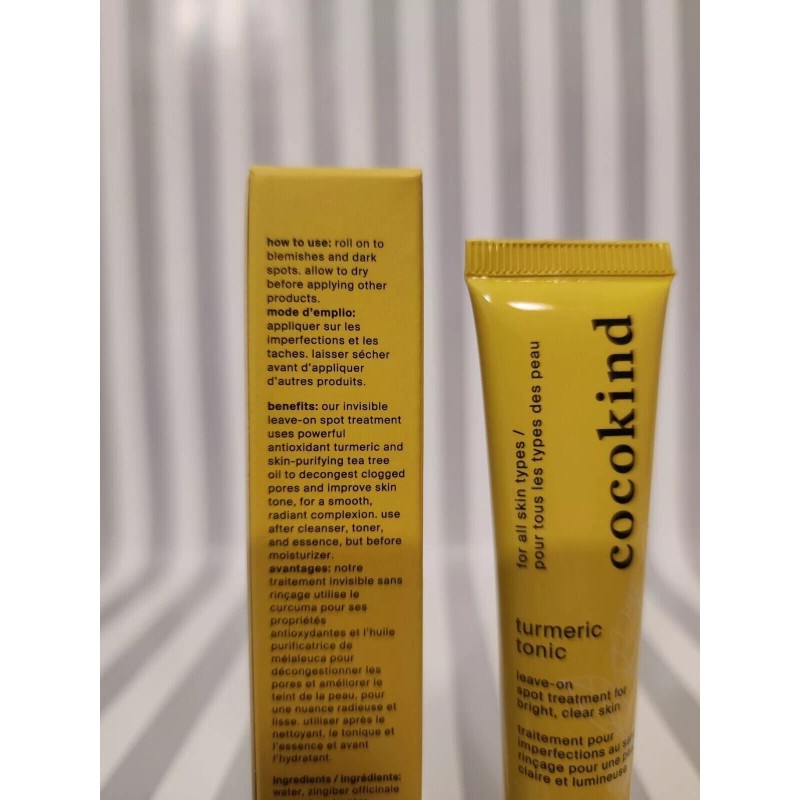 how to use: roll on to
blemishes and dark
spots. allow to dry
before applying other
products.
mode d'emplio:
appliquer sur les
imperfections et les
taches. laisser sécher
avant d'appliquer
d'autres produits.
benefits: our invisible
leave-on spot treatment
uses powerful
antioxidant turmeric and
skin-purifying tea tree
oil to decongest clogged
pores and improve skin
tone, for a smooth,
radiant complexion. use
after cleanser, toner,
and essence, but before
moisturizer.
avantages: notre
traitement invisible sans
rinçage utilise le
curcuma pour ses
propriétés
antioxydantes et l'huile
purificatrice de
mélaleuca pour
décongestionner les
pores et améliorer le
teint de la peau, pour
une nuance radieuse et
lisse. utiliser après le
nettoyant, le tonique et
l'essence et avant
l'hydratant.
ingredients / ingrédients:
water, zingiber officinale
cocokind
for all skin types /
pour tous les types des peau
turmeric
tonic
leave-on
spot treatment for
bright, clear skin
traitement pour
imperfections au
rinçage pour une
claire et lumineuse